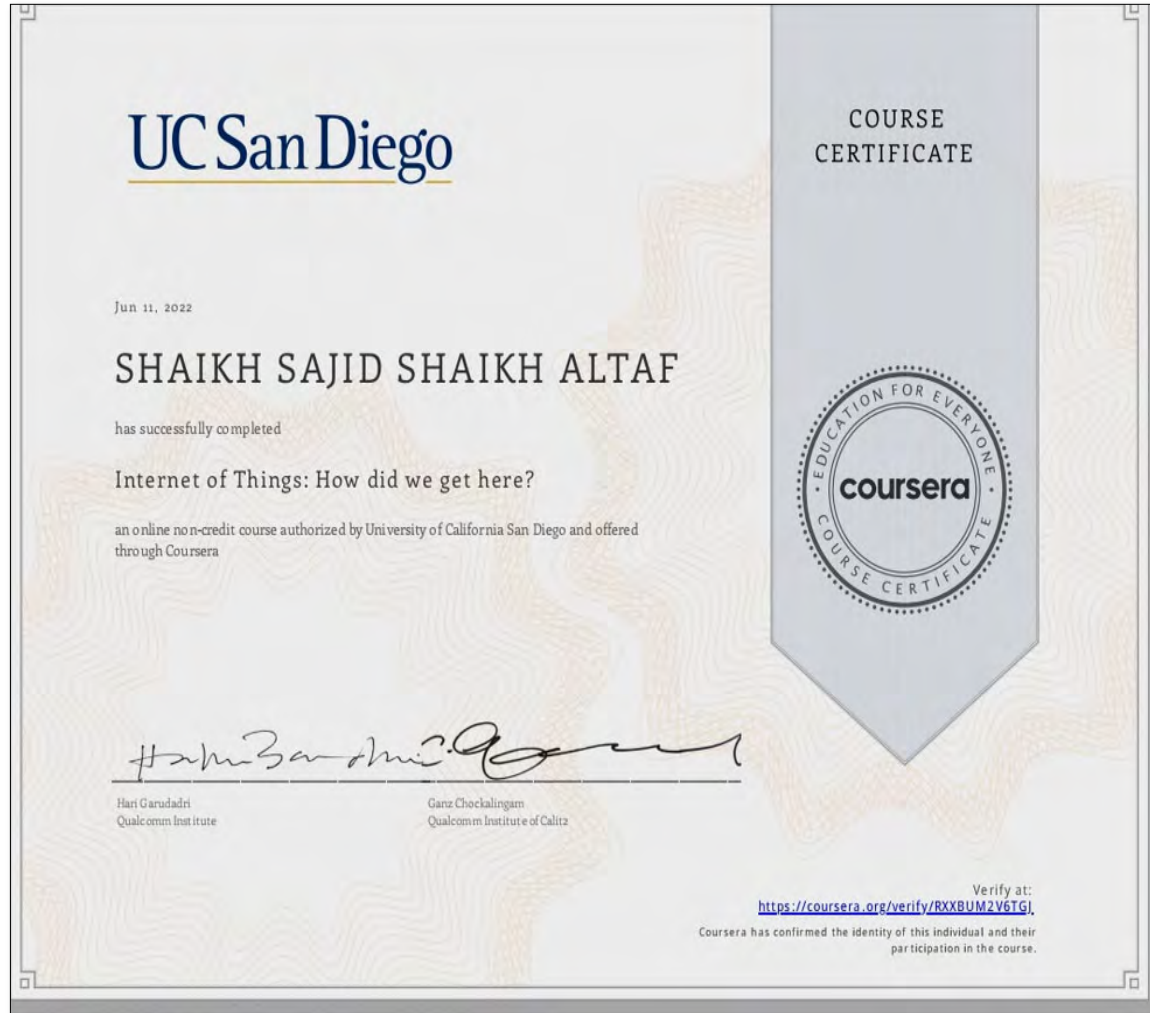 UC San Diego
COURSE
CERTIFICATE
Jun 11, 2022
SHAIKH SAJID SHAIKH ALTAF
has successfully completed
Internet of Things: How did we get here?
an online non-credit course authorized by University of California San Diego and offered
through Coursera
EDUCATION FOR EVERYONE
coursera
COURSE CERTIFICATE
Hari Garudadri
Qualcomm Institute
Ganz Chockalingam
Qualcomm Institute of Calit2
Verify at:
https://coursera.org/verify/RXXBUM2V6TGJ
Coursera has confirmed the identity of this individual and their
participation in the course.